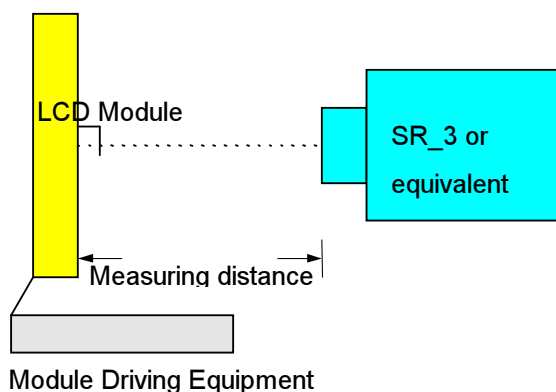 LCD Module
SR_3 or
equivalent
Measuring distance
Module Driving Equipment